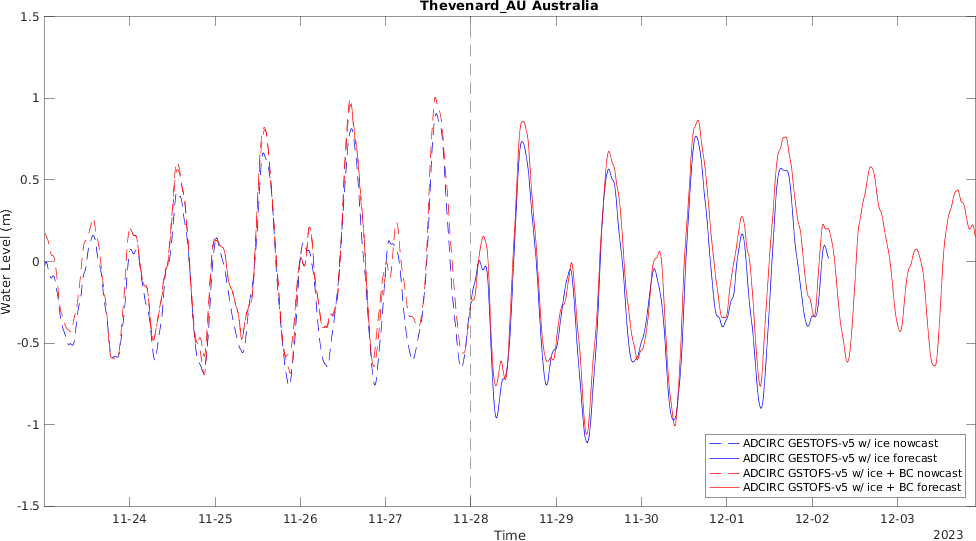 Thevenard_AU Australia
1.5
1
0.5
0
-0.5
-1
-1.5
Water Level (m)
ADCIRC GESTOFS-v5 w/ ice nowcast
ADCIRC GESTOFS-v5 w/ ice forecast
ADCIRC GSTOFS-v5 w/ ice + BC nowcast
ADCIRC GSTOFS-v5 w/ ice + BC forecast
11-24 11-25 11-26 11-27 11-28 11-29 11-30 12-01 12-02 12-03
Time
2023